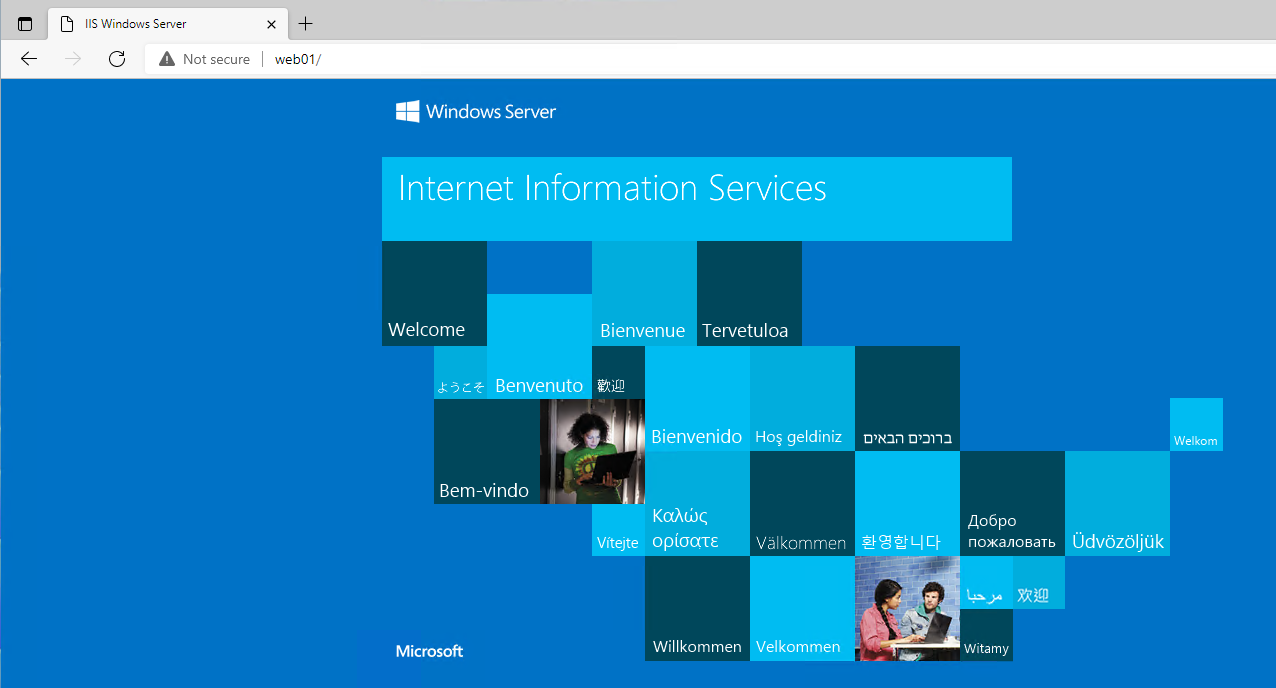 IIS Windows Server
Not secure
web01/
Windows Server
Internet Information Services
Welcome
Bienvenue
Tervetuloa
ようこそ
Benvenuto
歡迎
Bienvenido
Hoş geldiniz
ברוכים הבאים
Welkom
Bem-vindo
Vítejte
Καλώς
ορίσατε
Välkommen
환영합니다
Добро
пожаловать
Üdvözöljük
مرحبا
欢迎
Willkommen
Velkommen
Witamy
Microsoft